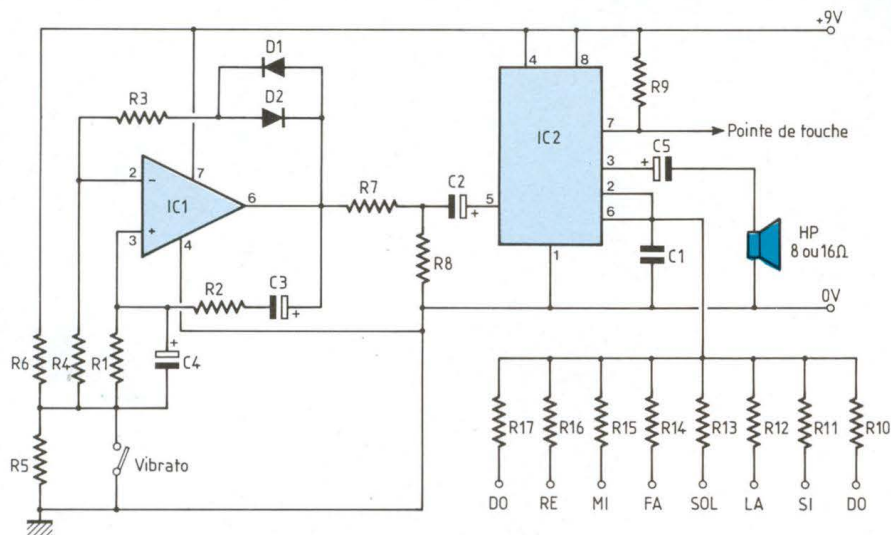 +9V
D1
4
8
R3
D2
R9
7
Pointe de touche
IC2
2
-
7
3
+
C5
IC1
6
R7
C2
5
+
2
6
+
3
4
R8
C1
HP
8 ou 16Ω
R2
C3
+
1
0V
+
R6
R4
R1
C4
R17
R16
R15
R14
R13
R12
R11
R10
R5
Vibrato
DO
RE
MI
FA
SOL
LA
SI
DO